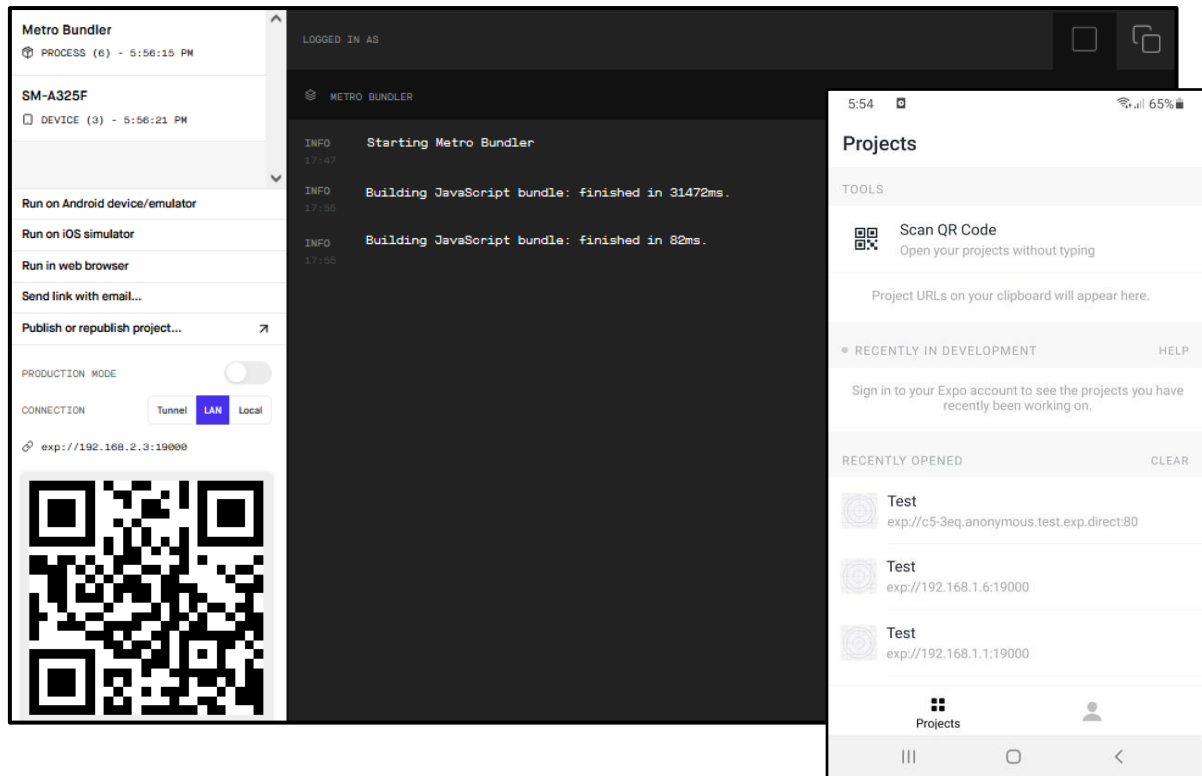 Metro Bundler
PROCESS (6) - 5:56:15 PM
SM-A325F
DEVICE (3) - 5:56:21 PM
Run on Android device/emulator
Run on iOS simulator
Run in web browser
Send link with email...
Publish or republish project...
PRODUCTION MODE
CONNECTION Tunnel LAN Local
exp://192.168.2.3:19000
LOGGED IN AS
METRO BUNDLER
INFO Starting Metro Bundler
17:47
INFO Building JavaScript bundle: finished in 31472ms.
17:55
INFO Building JavaScript bundle: finished in 82ms.
17:55
5:54 65%
Projects
TOOLS
Scan QR Code
Open your projects without typing
Project URLs on your clipboard will appear here.
RECENTLY IN DEVELOPMENT HELP
Sign in to your Expo account to see the projects you have
recently been working on.
RECENTLY OPENED CLEAR
Test
exp://c5-3eq.anonymous.test.exp.direct:80
Test
exp://192.168.1.6:19000
Test
exp://192.168.1.1:19000
Projects